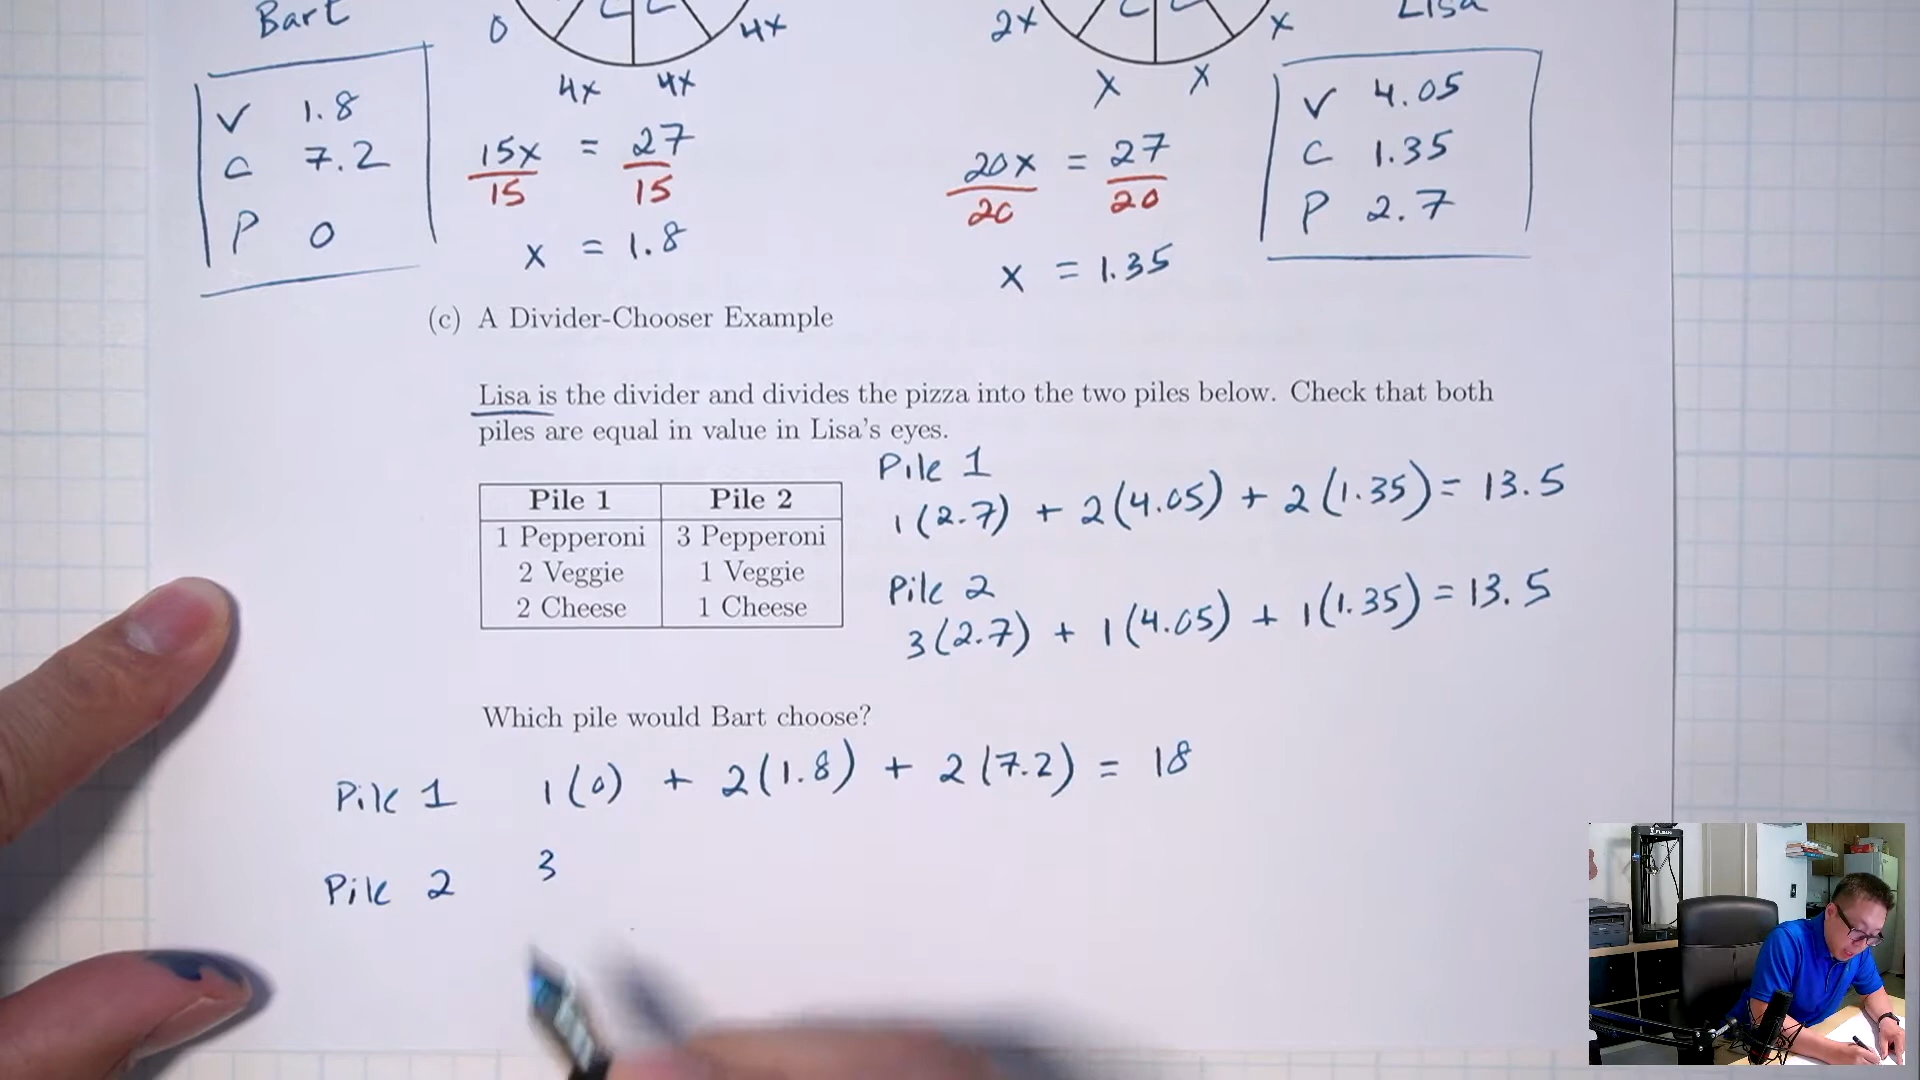 Bart
Lisa
0
4x
4x 4x
2x
x
x x
V 1.8
C 7.2
P 0
15x = 27
15 15
x = 1.8
20x = 27
20 20
x = 1.35
V 4.05
C 1.35
P 2.7
(c) A Divider-Chooser Example
Lisa is the divider and divides the pizza into the two piles below. Check that both
piles are equal in value in Lisa's eyes.
Pile 1 Pile 2
1 Pepperoni 3 Pepperoni
2 Veggie 1 Veggie
2 Cheese 1 Cheese
Pile 1
1(2.7) + 2(4.05) + 2(1.35) = 13.5
Pile 2
3(2.7) + 1(4.05) + 1(1.35) = 13.5
Which pile would Bart choose?
Pile 1 1(0) + 2(1.8) + 2(7.2) = 18
Pile 2 3